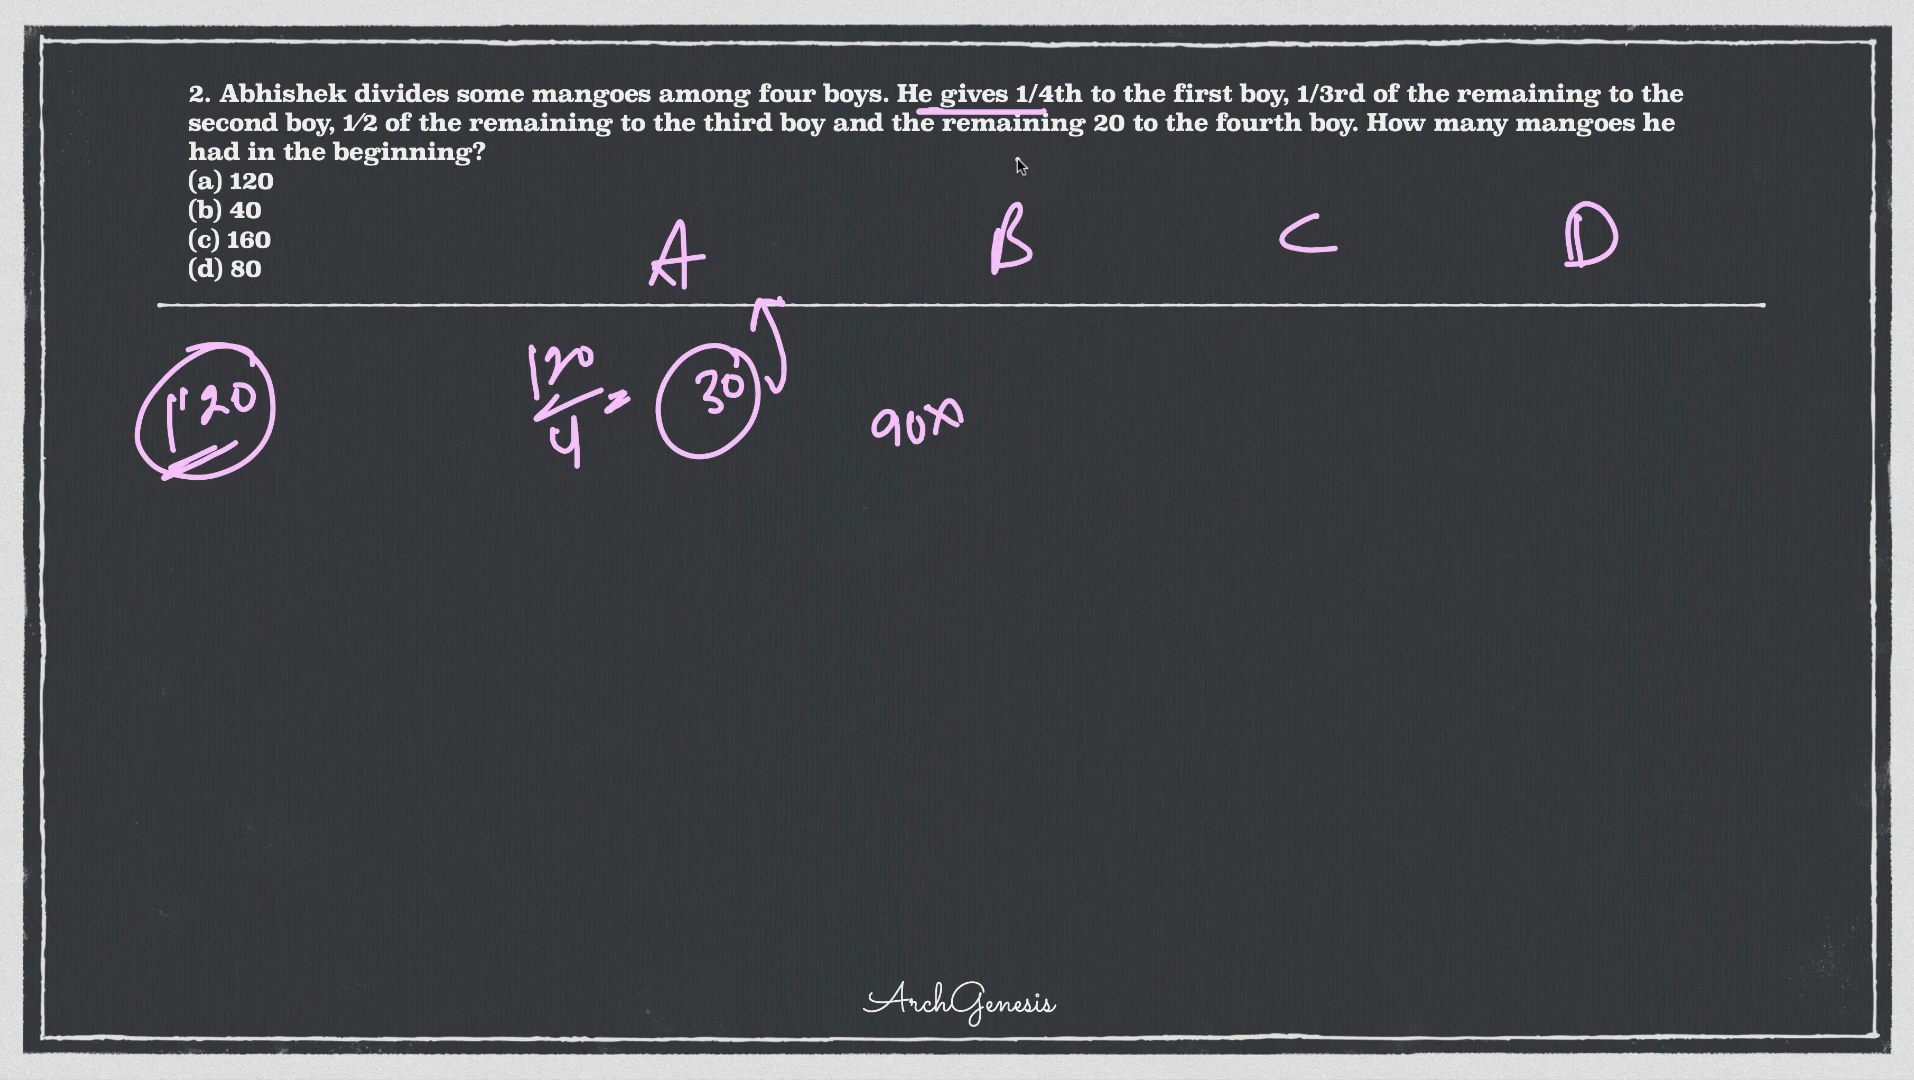 2. Abhishek divides some mangoes among four boys. He gives 1/4th to the first boy, 1/3rd of the remaining to the
second boy, 1⁄2 of the remaining to the third boy and the remaining 20 to the fourth boy. How many mangoes he
had in the beginning?
(a) 120
(b) 40
(c) 160
(d) 80
A B C D
120
120/4 = 30
90×
ArchGenesis